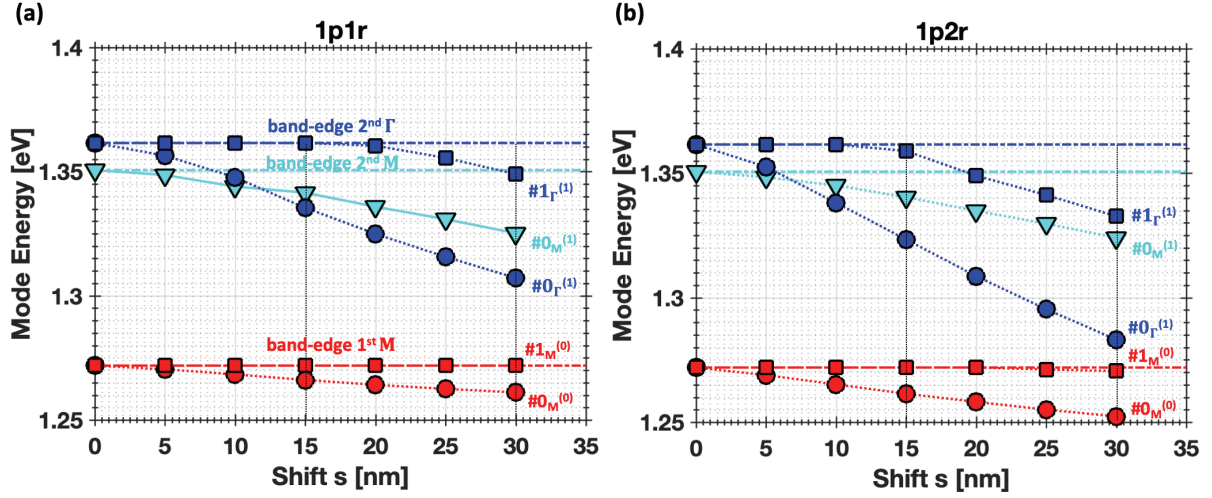 (a)
1p1r
Mode Energy [eV]
1.4
1.35
1.3
1.25
0 5 10 15 20 25 30 35
Shift s [nm]
band-edge 2nd Γ
band-edge 2nd M
#1Γ(1)
#0M(1)
#0Γ(1)
band-edge 1st M
#1M(0)
#0M(0)
(b)
1p2r
Mode Energy [eV]
1.4
1.35
1.3
1.25
0 5 10 15 20 25 30 35
Shift s [nm]
#1Γ(1)
#0M(1)
#0Γ(1)
#1M(0)
#0M(0)